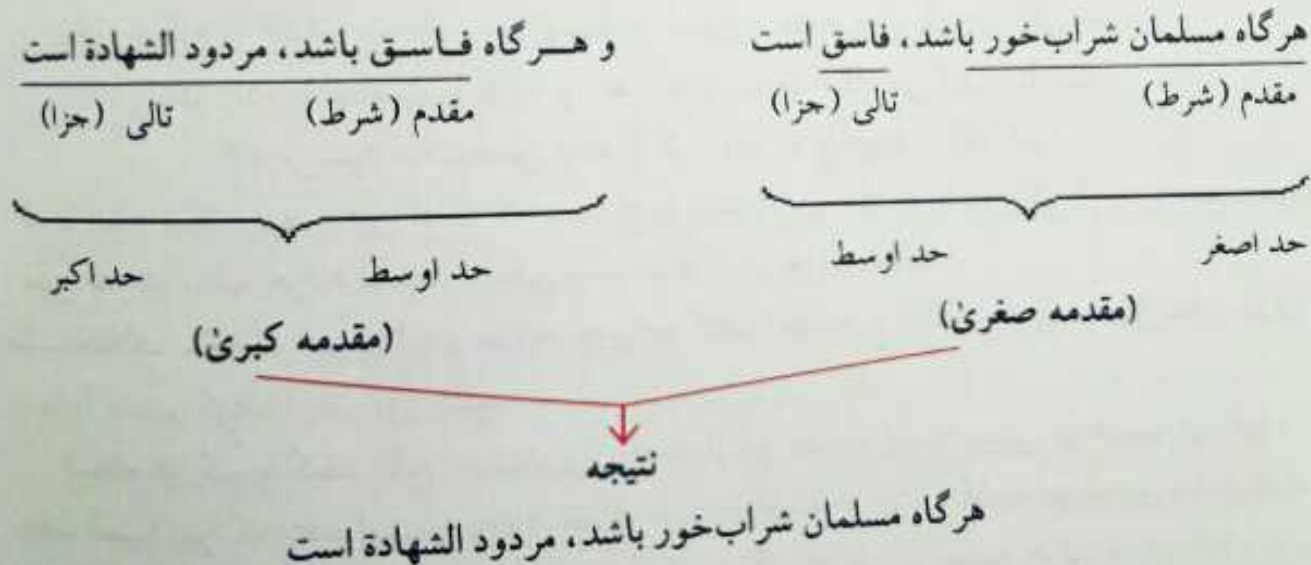 هرگاه مسلمان شراب‌خور باشد، فاسق است و هرگاه فاسق باشد، مردود الشهادة است
مقدم (شرط) تالی (جزا) مقدم (شرط) تالی (جزا)
حد اصغر حد اوسط حد اوسط حد اکبر
(مقدمه صغریٰ) (مقدمه کبریٰ)
نتیجه
هرگاه مسلمان شراب‌خور باشد، مردود الشهادة است